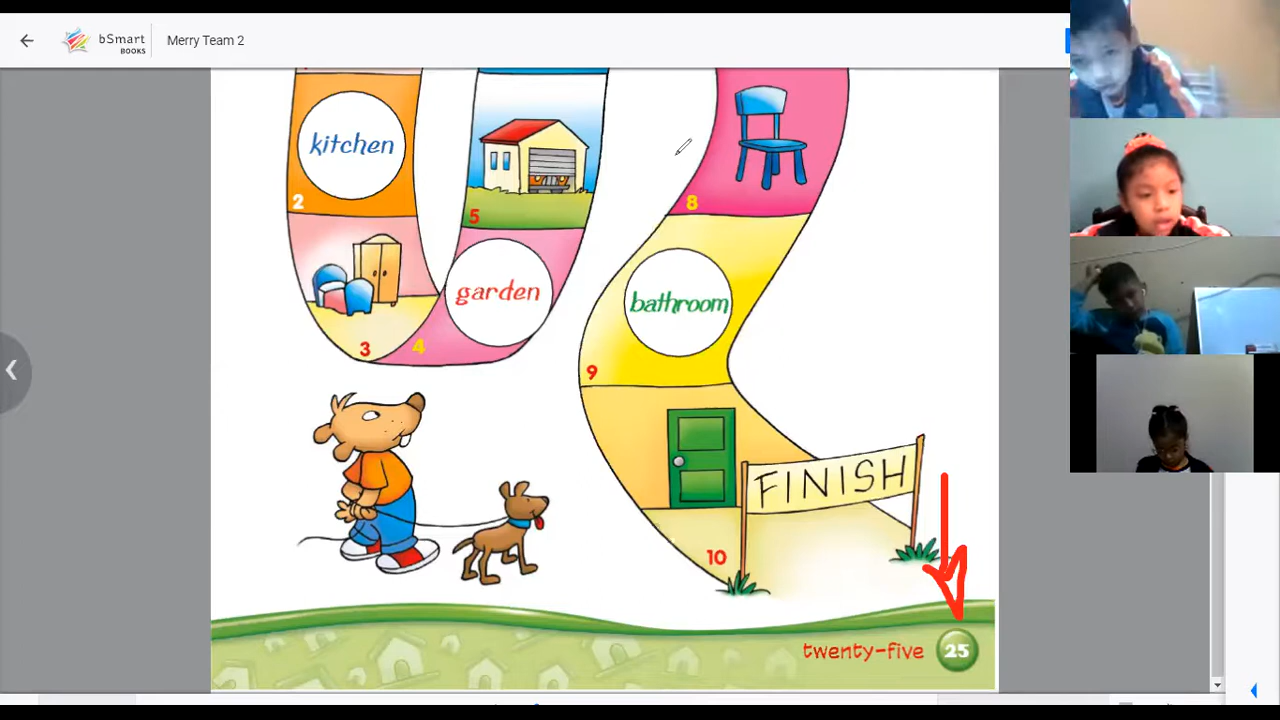 bSmart
BOOKS
Merry Team 2
kitchen
2
5
8
3
garden
4
bathroom
9
FINISH
10
twenty-five 25